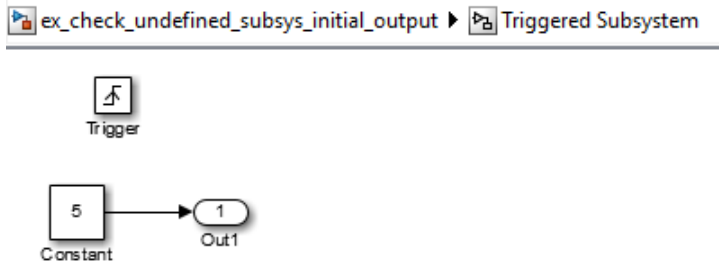 ex_check_undefined_subsys_initial_output Triggered Subsystem
Trigger
5
1
Constant
Out1